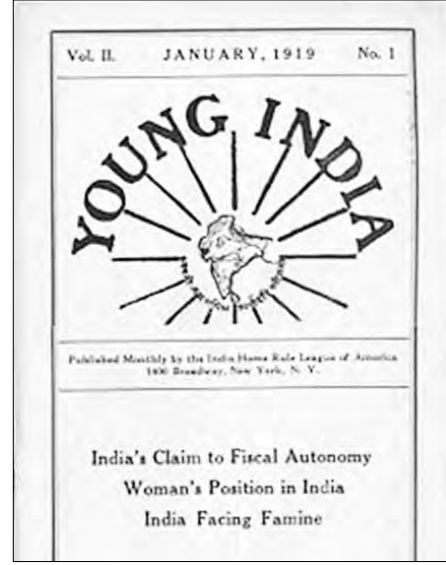 Vol. II. JANUARY, 1919 No. 1
YOUNG INDIA
Published Monthly by the India Home Rule League of America
1400 Broadway, New York, N. Y.
India's Claim to Fiscal Autonomy
Woman's Position in India
India Facing Famine